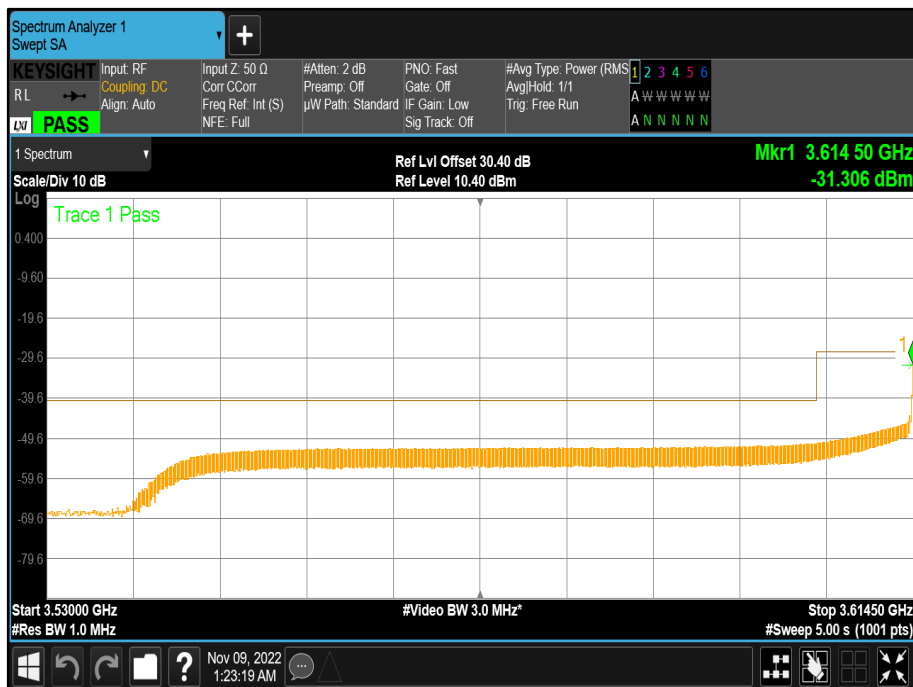 Spectrum Analyzer 1
Swept SA
+
KEYSIGHT
R L
LXI PASS
Input: RF
Coupling: DC
Align: Auto
Input Z: 50 Ω
Corr CCorr
Freq Ref: Int (S)
NFE: Full
#Atten: 2 dB
Preamp: Off
µW Path: Standard
PNO: Fast
Gate: Off
IF Gain: Low
Sig Track: Off
#Avg Type: Power (RMS
Avg|Hold: 1/1
Trig: Free Run
1 2 3 4 5 6
A W W W W W
A N N N N N
1 Spectrum
Scale/Div 10 dB
Ref Lvl Offset 30.40 dB
Ref Level 10.40 dBm
Mkr1 3.614 50 GHz
-31.306 dBm
Log
Trace 1 Pass
0.400
-9.60
-19.6
-29.6
-39.6
-49.6
-59.6
-69.6
-79.6
1
Start 3.53000 GHz
#Res BW 1.0 MHz
#Video BW 3.0 MHz*
Stop 3.61450 GHz
#Sweep 5.00 s (1001 pts)
?
Nov 09, 2022
1:23:19 AM